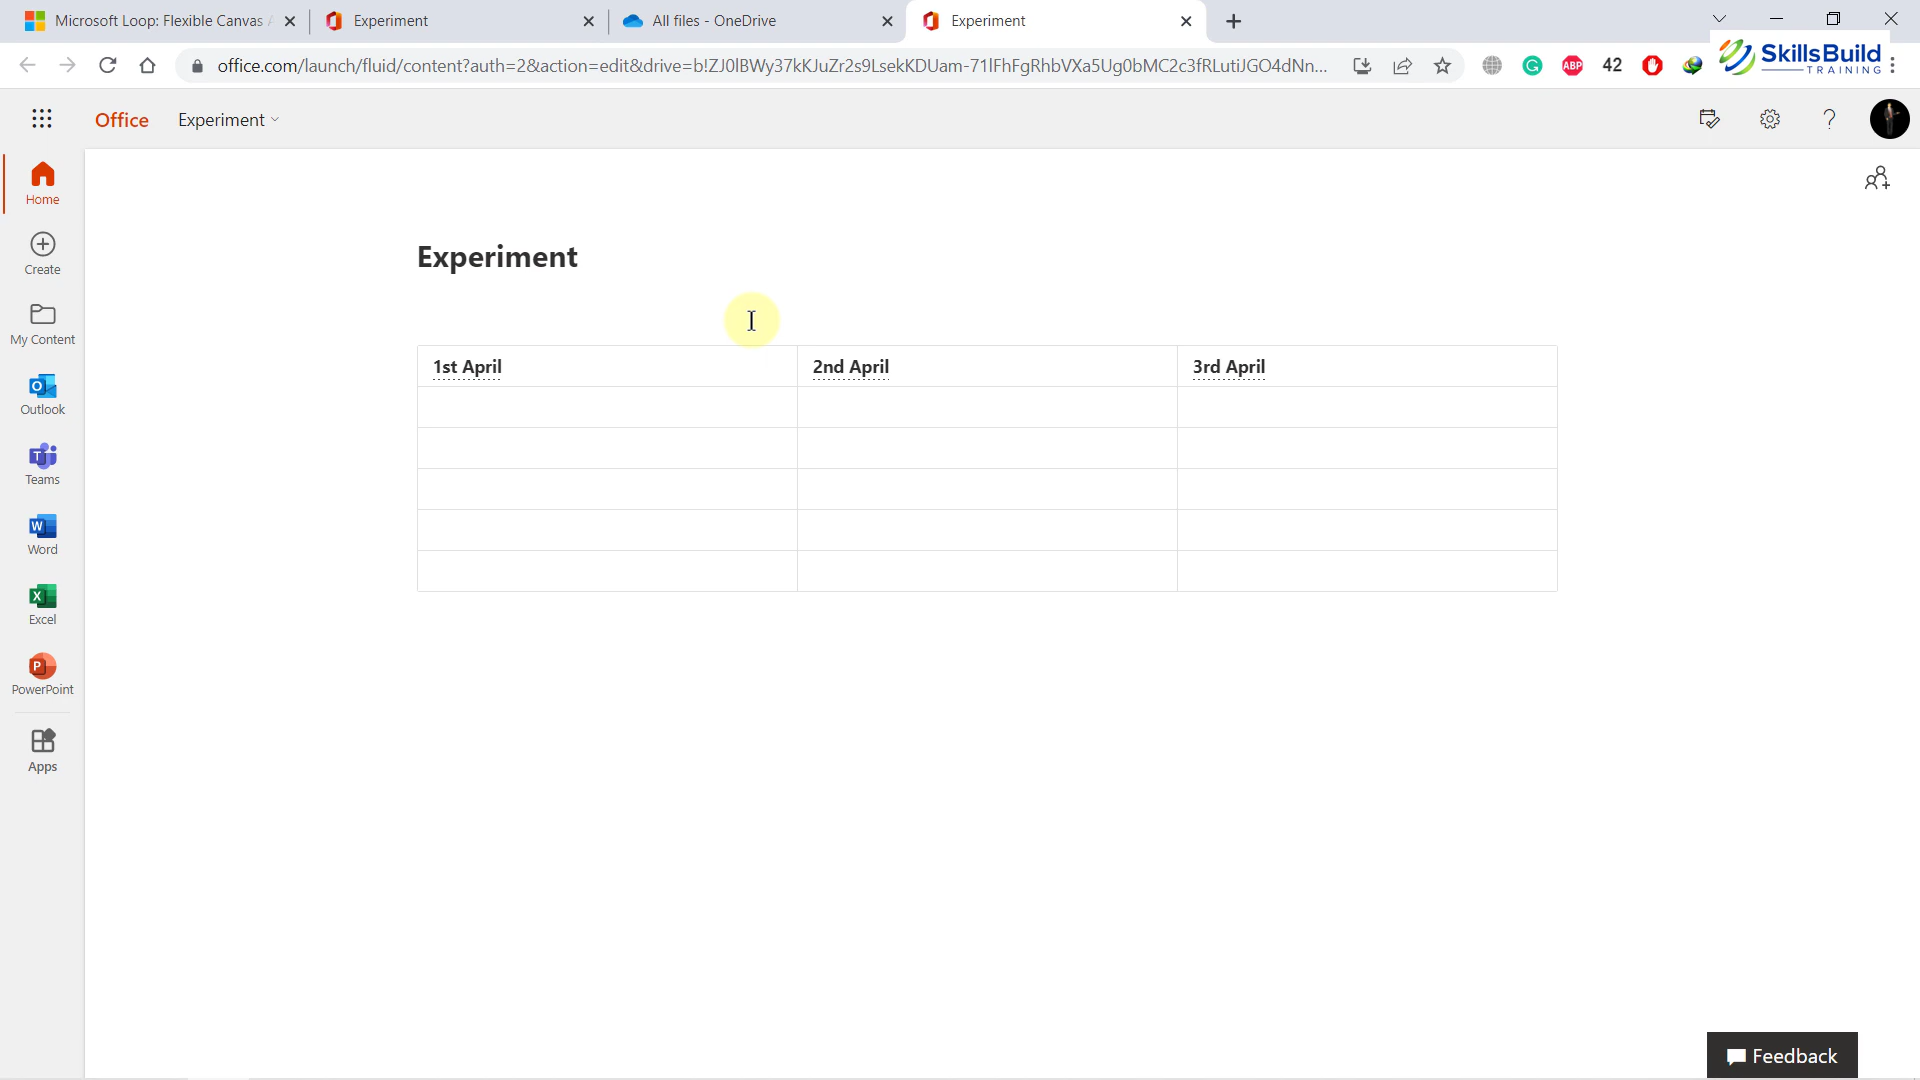 Microsoft Loop: Flexible Canvas
Experiment
All files - OneDrive
Experiment
office.com/launch/fluid/content?auth=2&action=edit&drive=b!ZJ0lBWy37kKJuZr2s9LsekKDUam-71lFhFgRhbVXa5Ug0bMC2c3fRLutiJGO4dNn...
ABP
42
SkillsBuild
TRAINING
Office
Experiment
Home
Create
My Content
Outlook
Teams
Word
Excel
PowerPoint
Apps
Experiment
1st April
2nd April
3rd April
Feedback